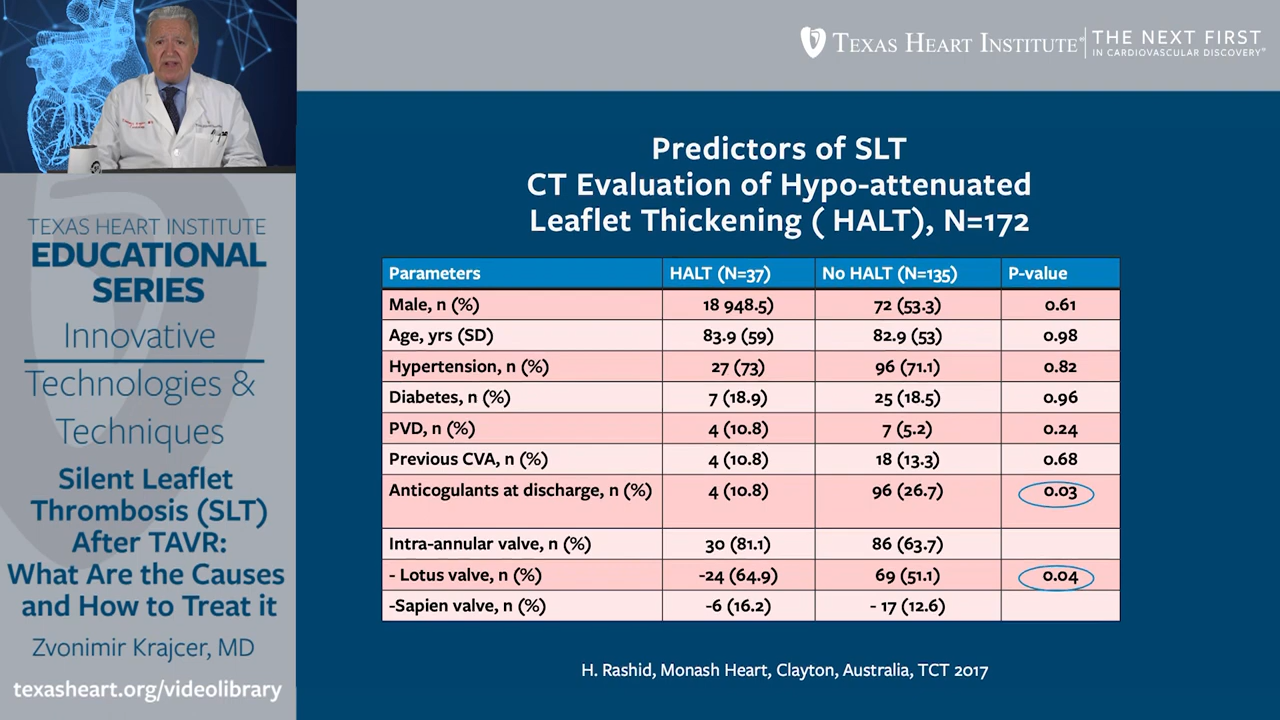 TEXAS HEART INSTITUTE®
THE NEXT FIRST
IN CARDIOVASCULAR DISCOVERY®
TEXAS HEART INSTITUTE
EDUCATIONAL
SERIES
Innovative
Technologies &
Techniques
Silent Leaflet
Thrombosis (SLT)
After TAVR:
What Are the Causes
and How to Treat it
Zvonimir Krajcer, MD
texasheart.org/videolibrary
Predictors of SLT
CT Evaluation of Hypo-attenuated
Leaflet Thickening ( HALT), N=172
Parameters HALT (N=37) No HALT (N=135) P-value
Male, n (%) 18 948.5) 72 (53.3) 0.61
Age, yrs (SD) 83.9 (59) 82.9 (53) 0.98
Hypertension, n (%) 27 (73) 96 (71.1) 0.82
Diabetes, n (%) 7 (18.9) 25 (18.5) 0.96
PVD, n (%) 4 (10.8) 7 (5.2) 0.24
Previous CVA, n (%) 4 (10.8) 18 (13.3) 0.68
Anticogulants at discharge, n (%) 4 (10.8) 96 (26.7) 0.03
Intra-annular valve, n (%) 30 (81.1) 86 (63.7)
- Lotus valve, n (%) -24 (64.9) 69 (51.1) 0.04
-Sapien valve, n (%) -6 (16.2) - 17 (12.6)
H. Rashid, Monash Heart, Clayton, Australia, TCT 2017